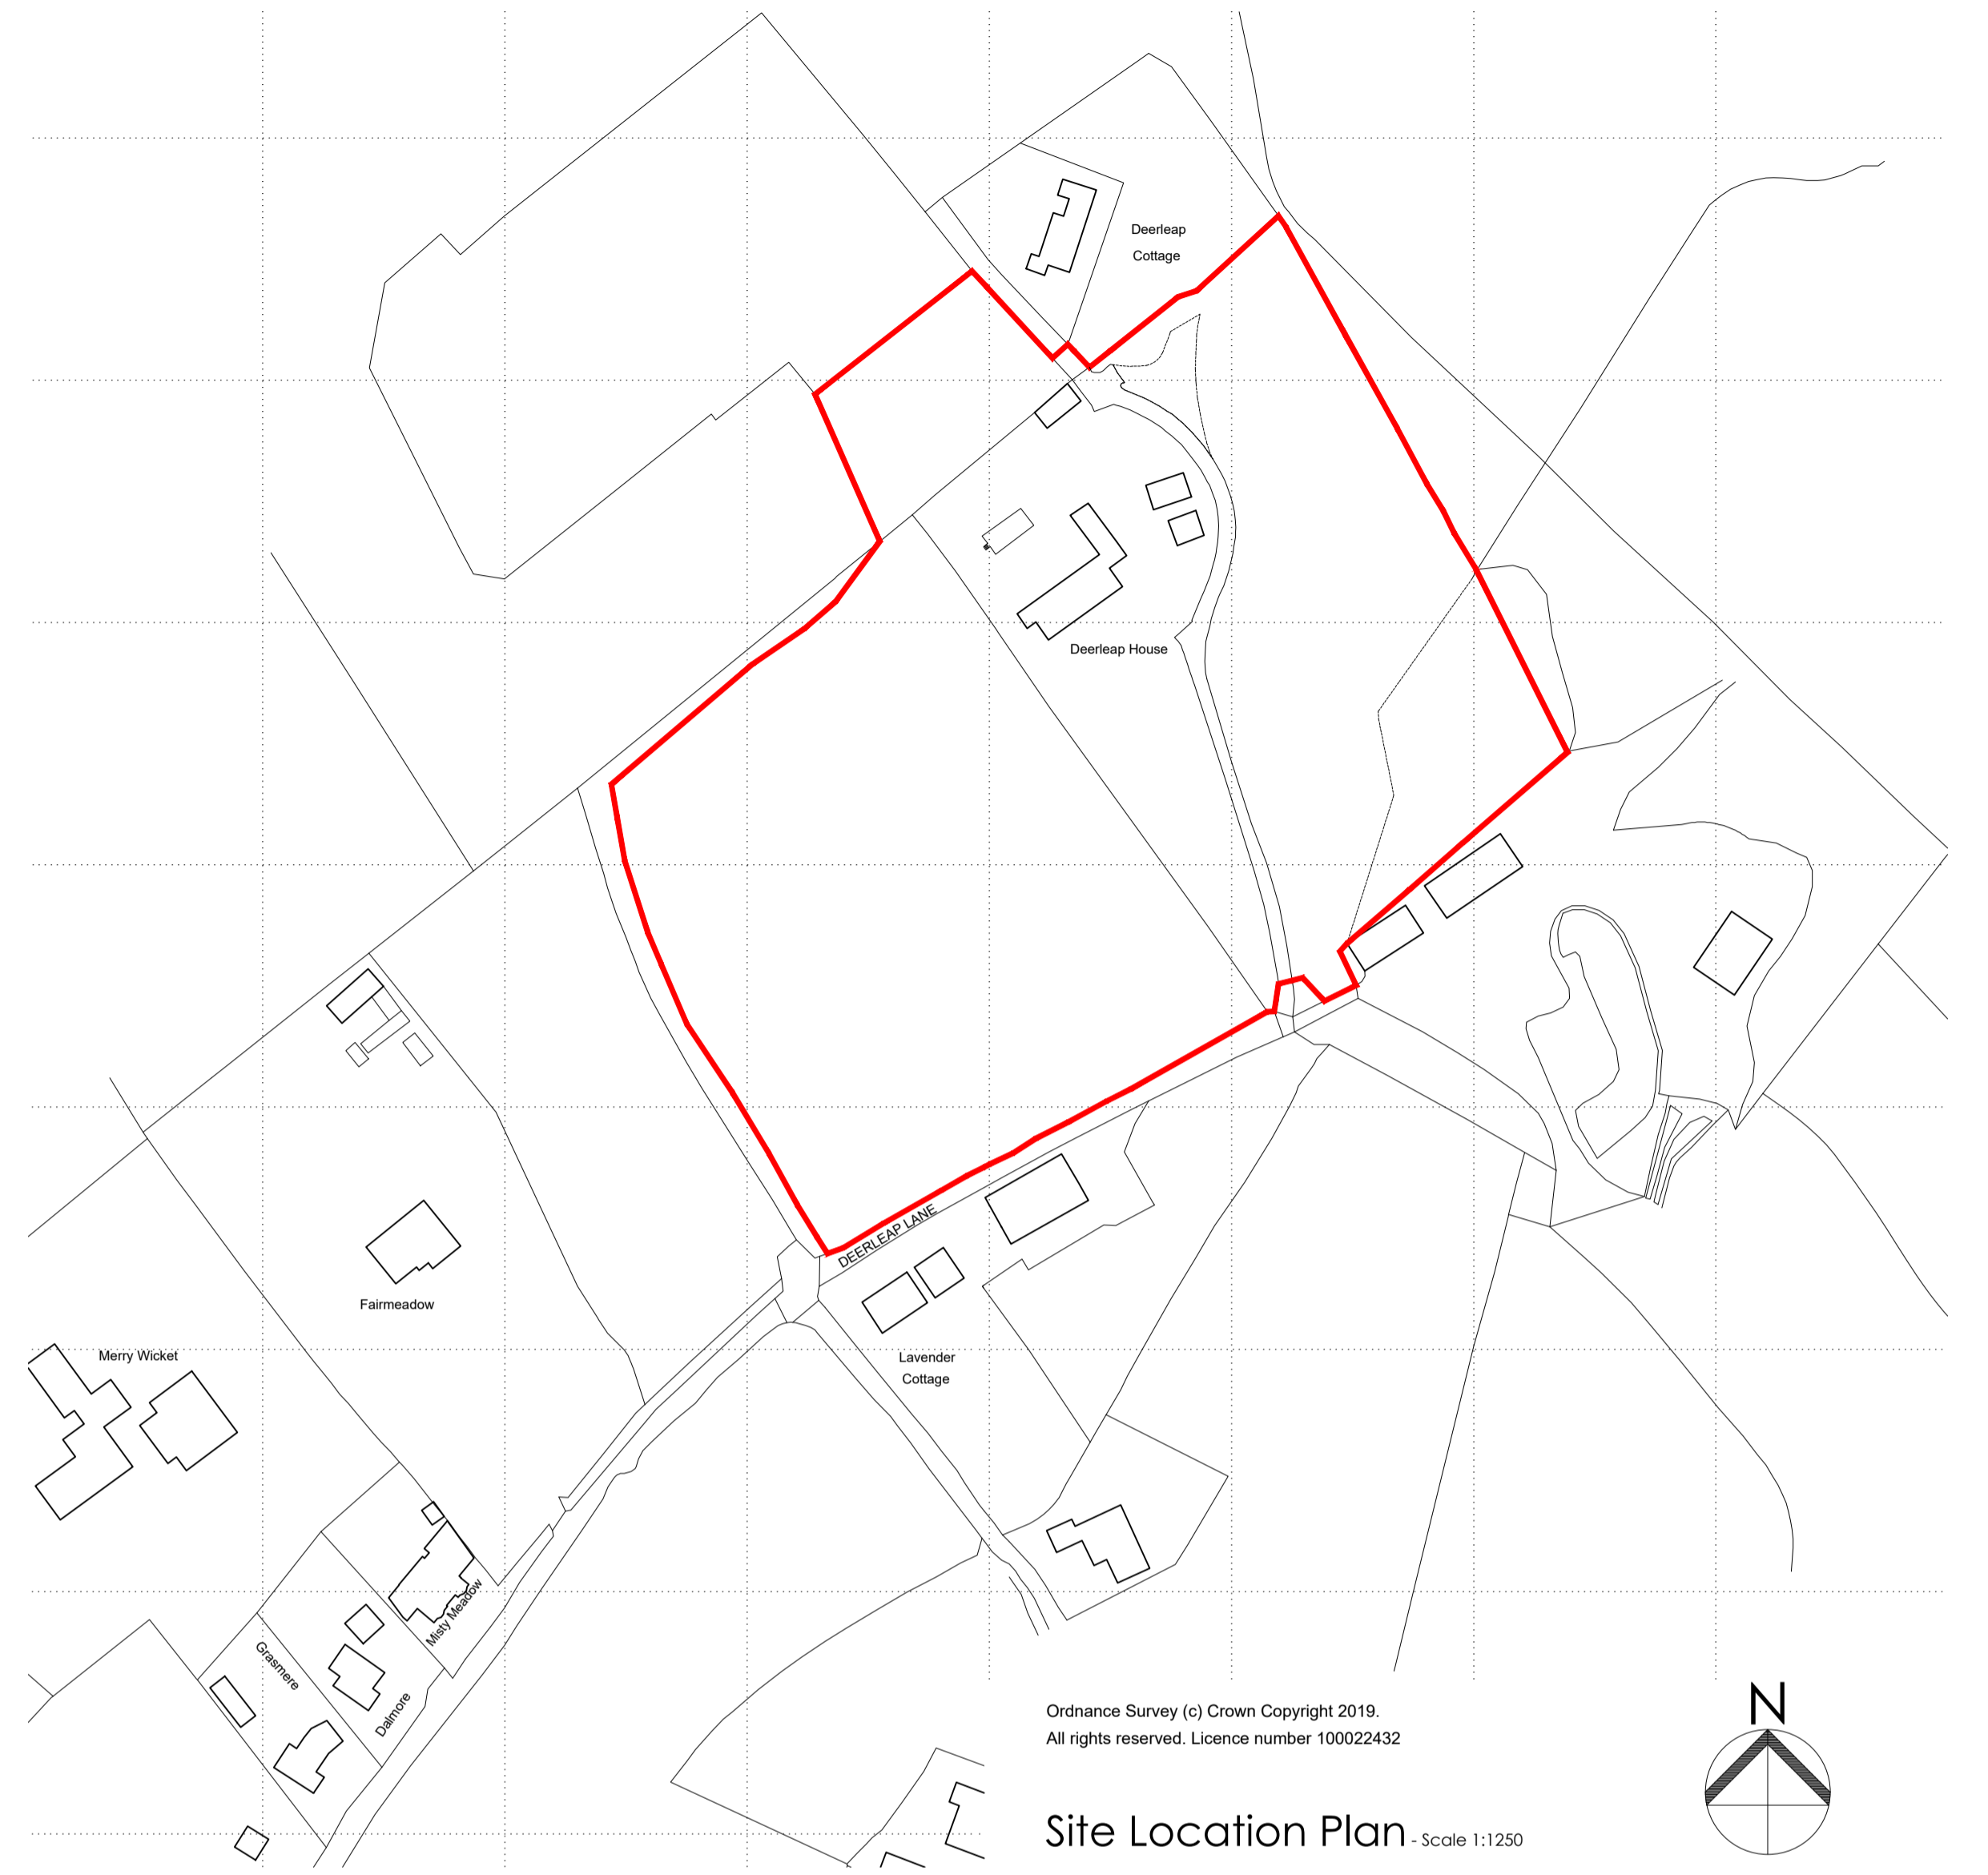 Deerleap
Cottage
Deerleap House
DEERLEAP LANE
Fairmeadow
Merry Wicket
Lavender
Cottage
Misty Meadow
Grasmere
Dalmore
N
Ordnance Survey (c) Crown Copyright 2019.
All rights reserved. Licence number 100022432
Site Location Plan - Scale 1:1250